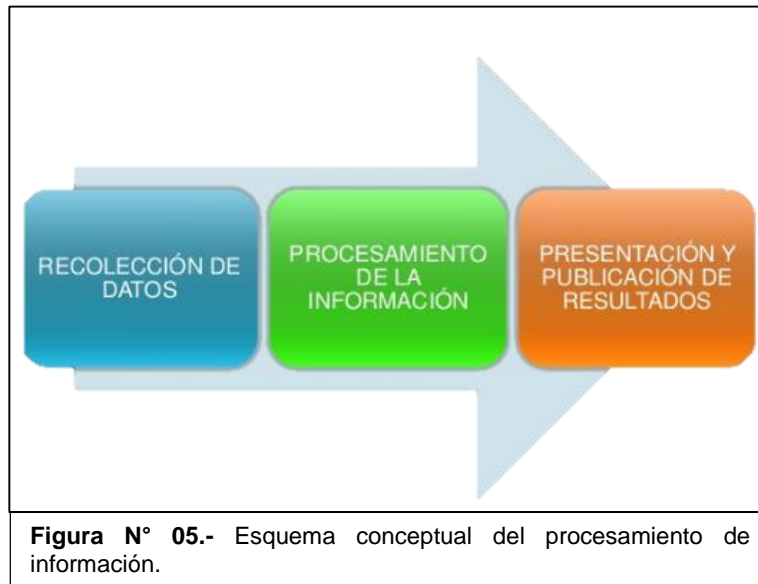 RECOLECCIÓN DE
DATOS
PROCESAMIENTO
DE LA
INFORMACIÓN
PRESENTACIÓN Y
PUBLICACIÓN DE
RESULTADOS
Figura N° 05.- Esquema conceptual del procesamiento de
información.